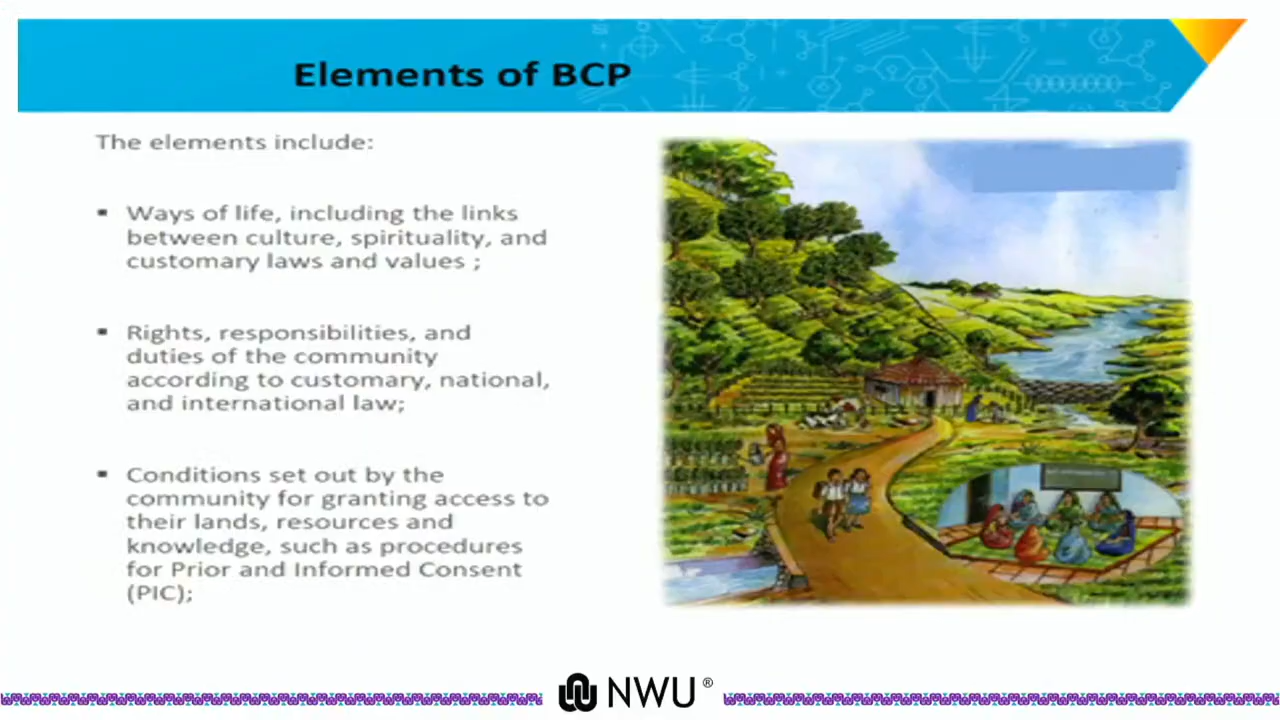 Elements of BCP
The elements include:
▪ Ways of life, including the links
between culture, spirituality, and
customary laws and values ;
▪ Rights, responsibilities, and
duties of the community
according to customary, national,
and international law;
▪ Conditions set out by the
community for granting access to
their lands, resources and
knowledge, such as procedures
for Prior and Informed Consent
(PIC);
NWU®